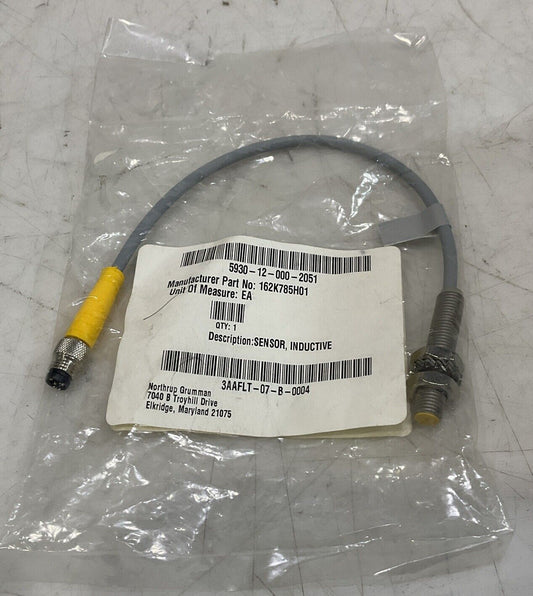 5930-12-000-2051
Manufacturer Part No: 162K785H01
Unit Of Measure: EA
QTY: 1
Description:SENSOR, INDUCTIVE
3AAFLT-07-B-0004
Northrup Grumman
7040 B Troyhill Drive
Elkridge, Maryland 21075